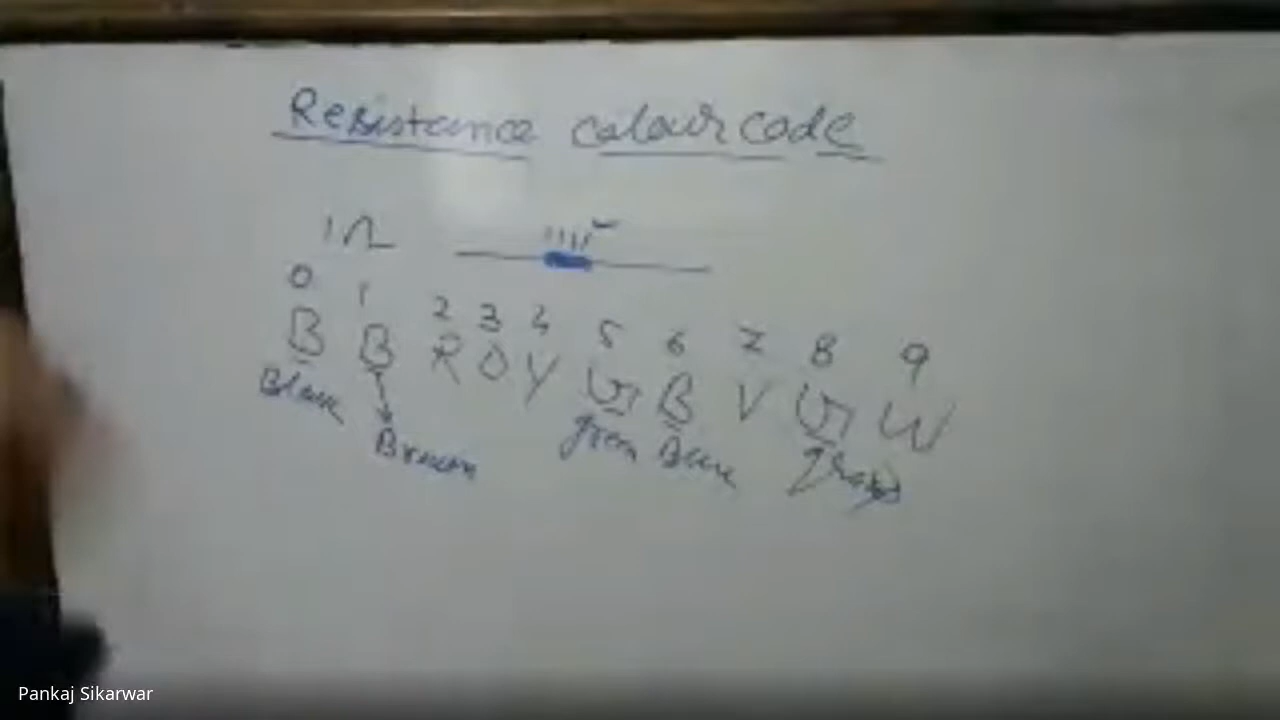 Resistance colour code
1Ω
0 1 2 3 4 5 6 7 8 9
B B R O Y G B V G W
Black Brown green Blue gray
Pankaj Sikarwar